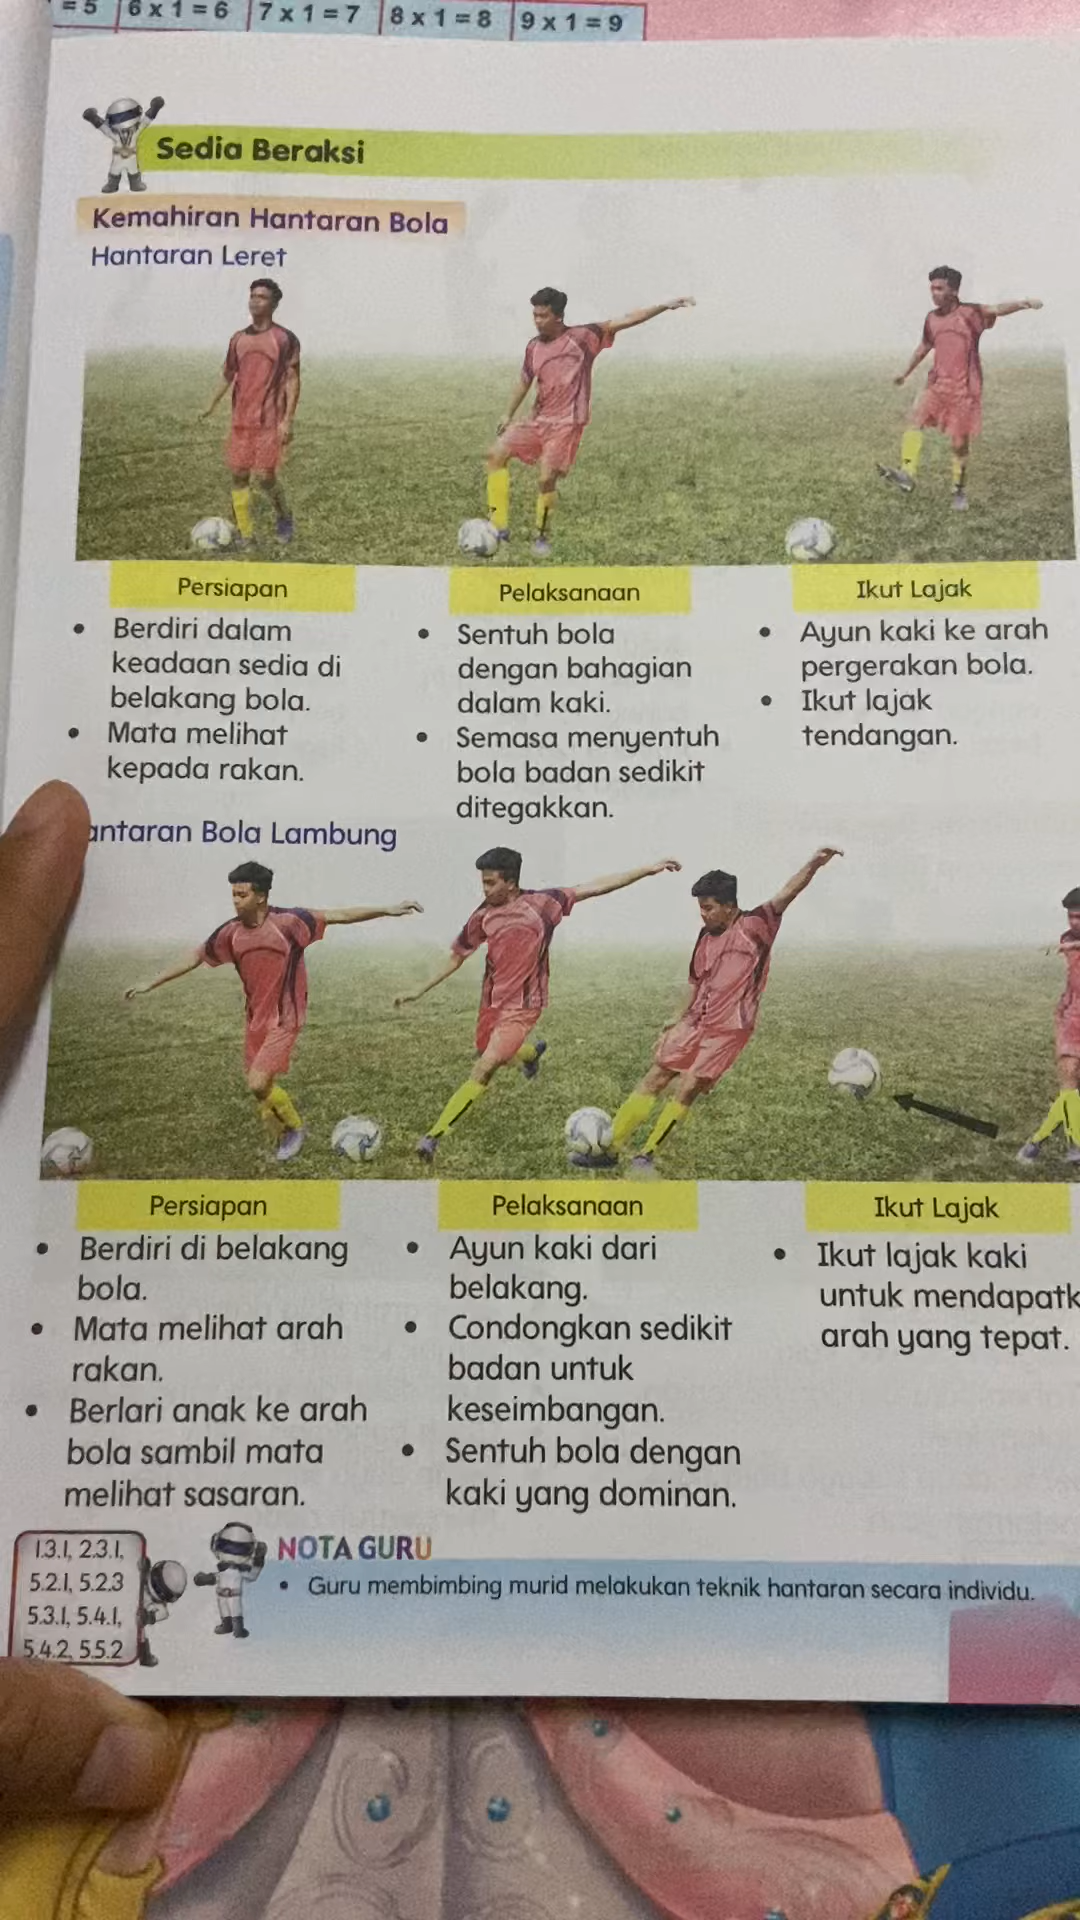 = 5 6 x 1 = 6 7 x 1 = 7 8 x 1 = 8 9 x 1 = 9
Sedia Beraksi
Kemahiran Hantaran Bola
Hantaran Leret
Persiapan
Berdiri dalam
keadaan sedia di
belakang bola.
Mata melihat
kepada rakan.
Pelaksanaan
Sentuh bola
dengan bahagian
dalam kaki.
Semasa menyentuh
bola badan sedikit
ditegakkan.
Ikut Lajak
Ayun kaki ke arah
pergerakan bola.
Ikut lajak
tendangan.
antaran Bola Lambung
Persiapan
Berdiri di belakang
bola.
Mata melihat arah
rakan.
Berlari anak ke arah
bola sambil mata
melihat sasaran.
Pelaksanaan
Ayun kaki dari
belakang.
Condongkan sedikit
badan untuk
keseimbangan.
Sentuh bola dengan
kaki yang dominan.
Ikut Lajak
Ikut lajak kaki
untuk mendapatk
arah yang tepat.
1.3.1, 2.3.1,
5.2.1, 5.2.3
5.3.1, 5.4.1,
5.4.2, 5.5.2
NOTA GURU
Guru membimbing murid melakukan teknik hantaran secara individu.